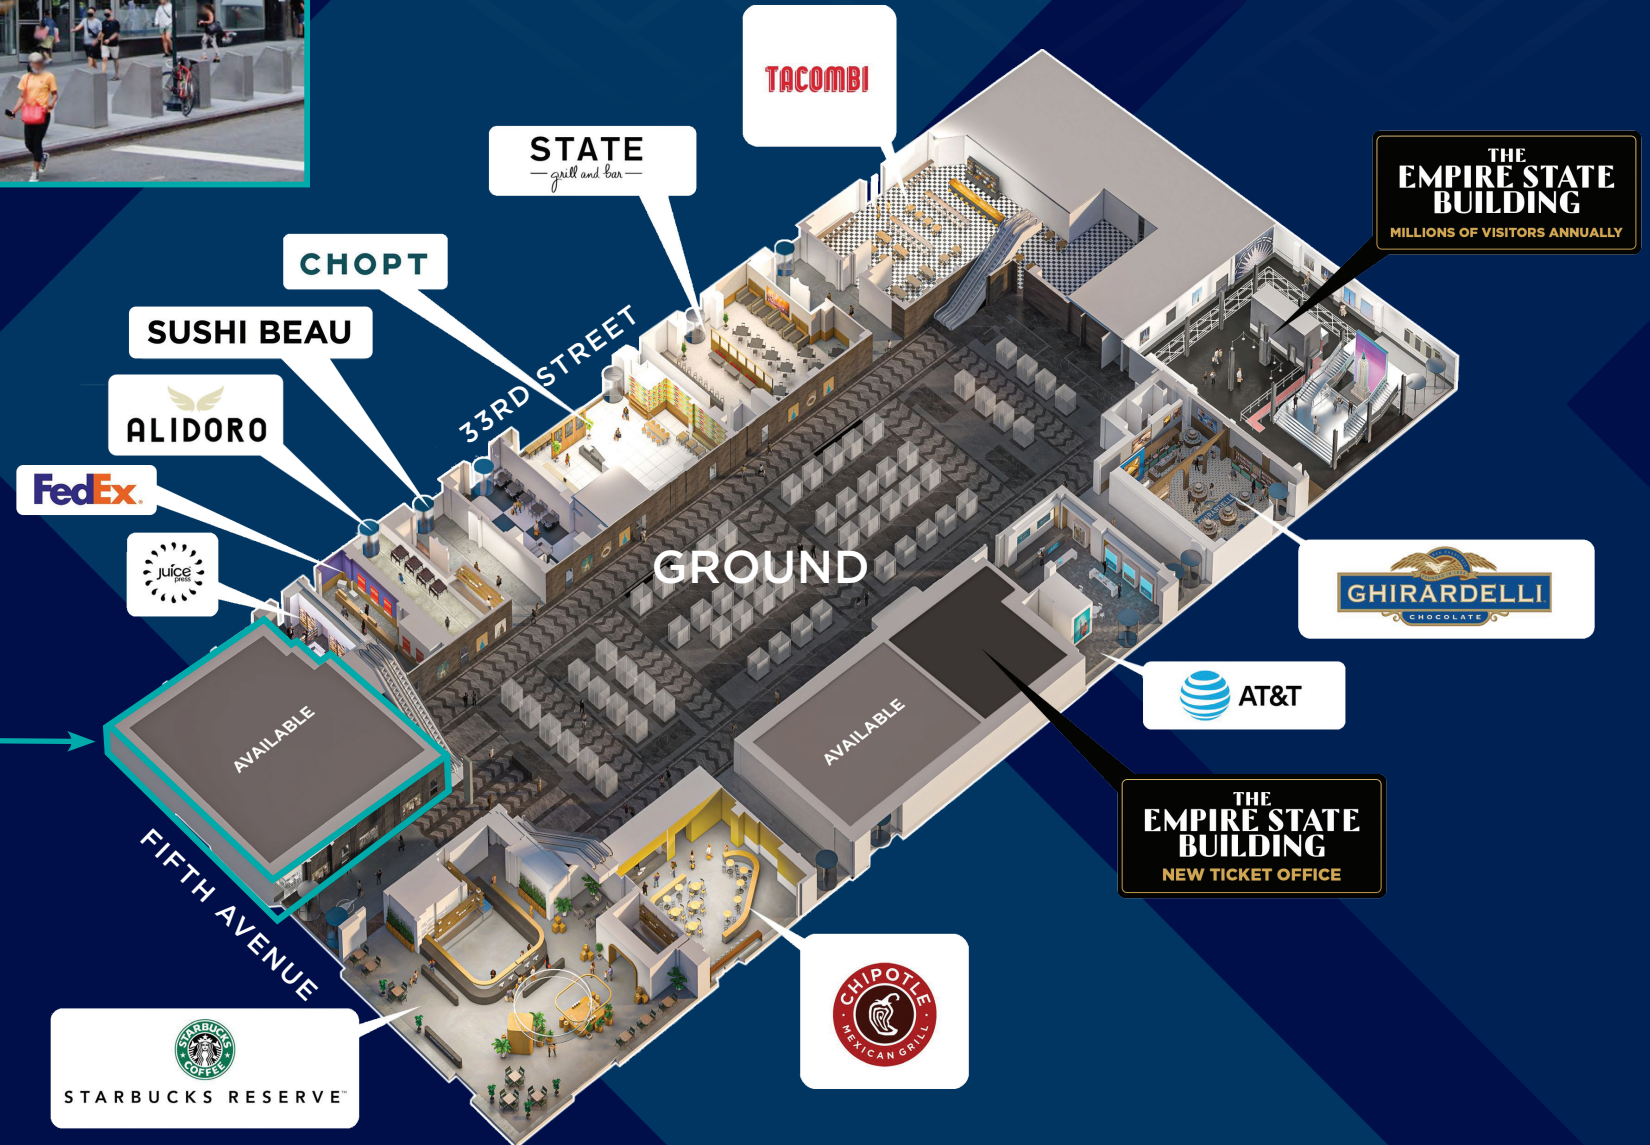 TACOMBI
STATE
grill and bar
THE
EMPIRE STATE
BUILDING
MILLIONS OF VISITORS ANNUALLY
CHOPT
SUSHI BEAU
33RD STREET
ALIDORO
FedEx.
juice
press
GROUND
GHIRARDELLI
GHIRARDELLI
CHOCOLATE
AT&T
AVAILABLE
AVAILABLE
THE
EMPIRE STATE
BUILDING
NEW TICKET OFFICE
FIFTH AVENUE
CHIPOTLE
MEXICAN GRILL
STARBUCKS
COFFEE
STARBUCKS RESERVE™